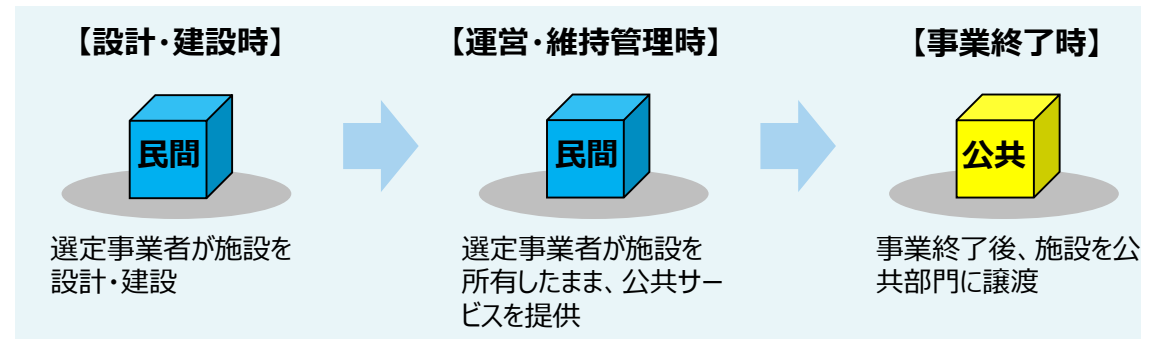 【設計・建設時】
民間
選定事業者が施設を
設計・建設
【運営・維持管理時】
民間
選定事業者が施設を
所有したまま、公共サー
ビスを提供
【事業終了時】
公共
事業終了後、施設を公
共部門に譲渡